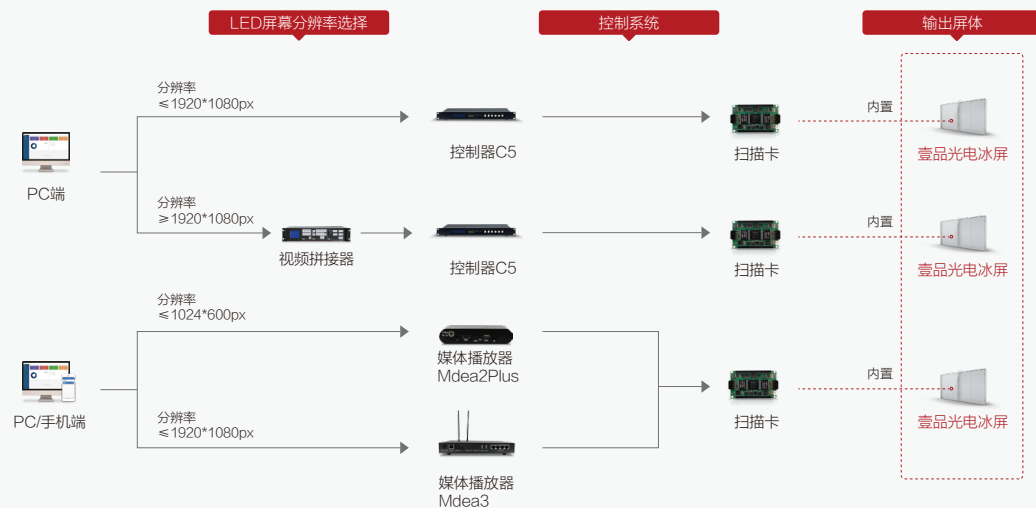 LED屏幕分辨率选择
控制系统
输出屏体
分辨率
≤1920*1080px
PC端
控制器C5
扫描卡
内置
壹品光电冰屏
分辨率
≥1920*1080px
视频拼接器
控制器C5
扫描卡
内置
壹品光电冰屏
分辨率
≤1024*600px
媒体播放器
Mdea2Plus
PC/手机端
分辨率
≤1920*1080px
媒体播放器
Mdea3
扫描卡
内置
壹品光电冰屏